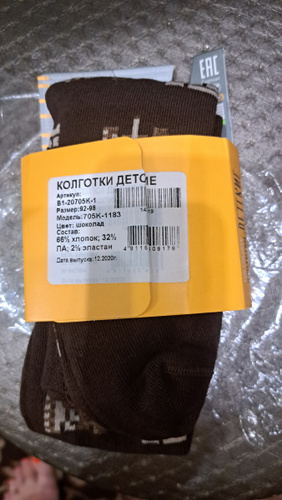 EAC
КОЛГОТКИ ДЕТСКИЕ
Артикул:
В1-20705К-1
Размер:92-98
Модель:705К-1183
Цвет: шоколад
Состав:
66% хлопок; 32%
ПА; 2% эластан
Дата выпуска:12.2020г.